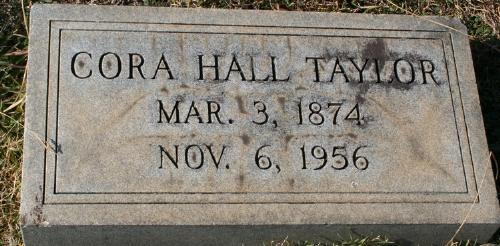 CORA HALL TAYLOR
MAR. 3, 1874
NOV. 6, 1956